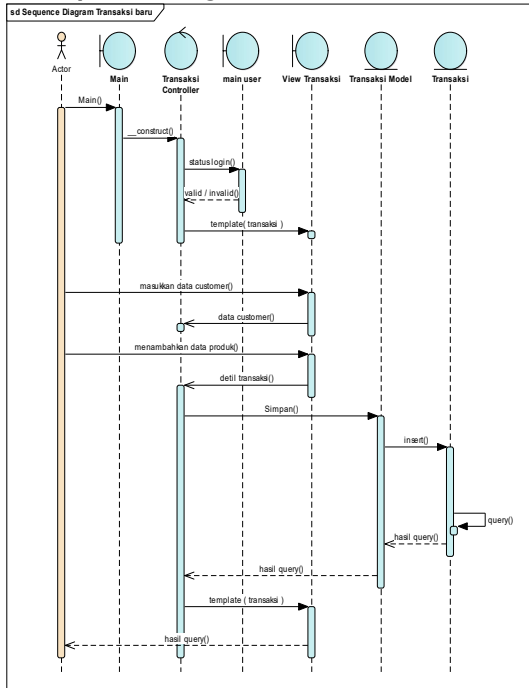 sd Sequence Diagram Transaksi baru
Actor
Main
Transaksi
Controller
main user
View Transaksi
Transaksi Model
Transaksi
Main()
__construct()
status login()
valid / invalid()
template( transaksi )
masukkan data customer()
data customer()
menambahkan data produk()
detil transaksi()
Simpan()
insert()
query()
hasil query()
hasil query()
template ( transaksi )
hasil query()